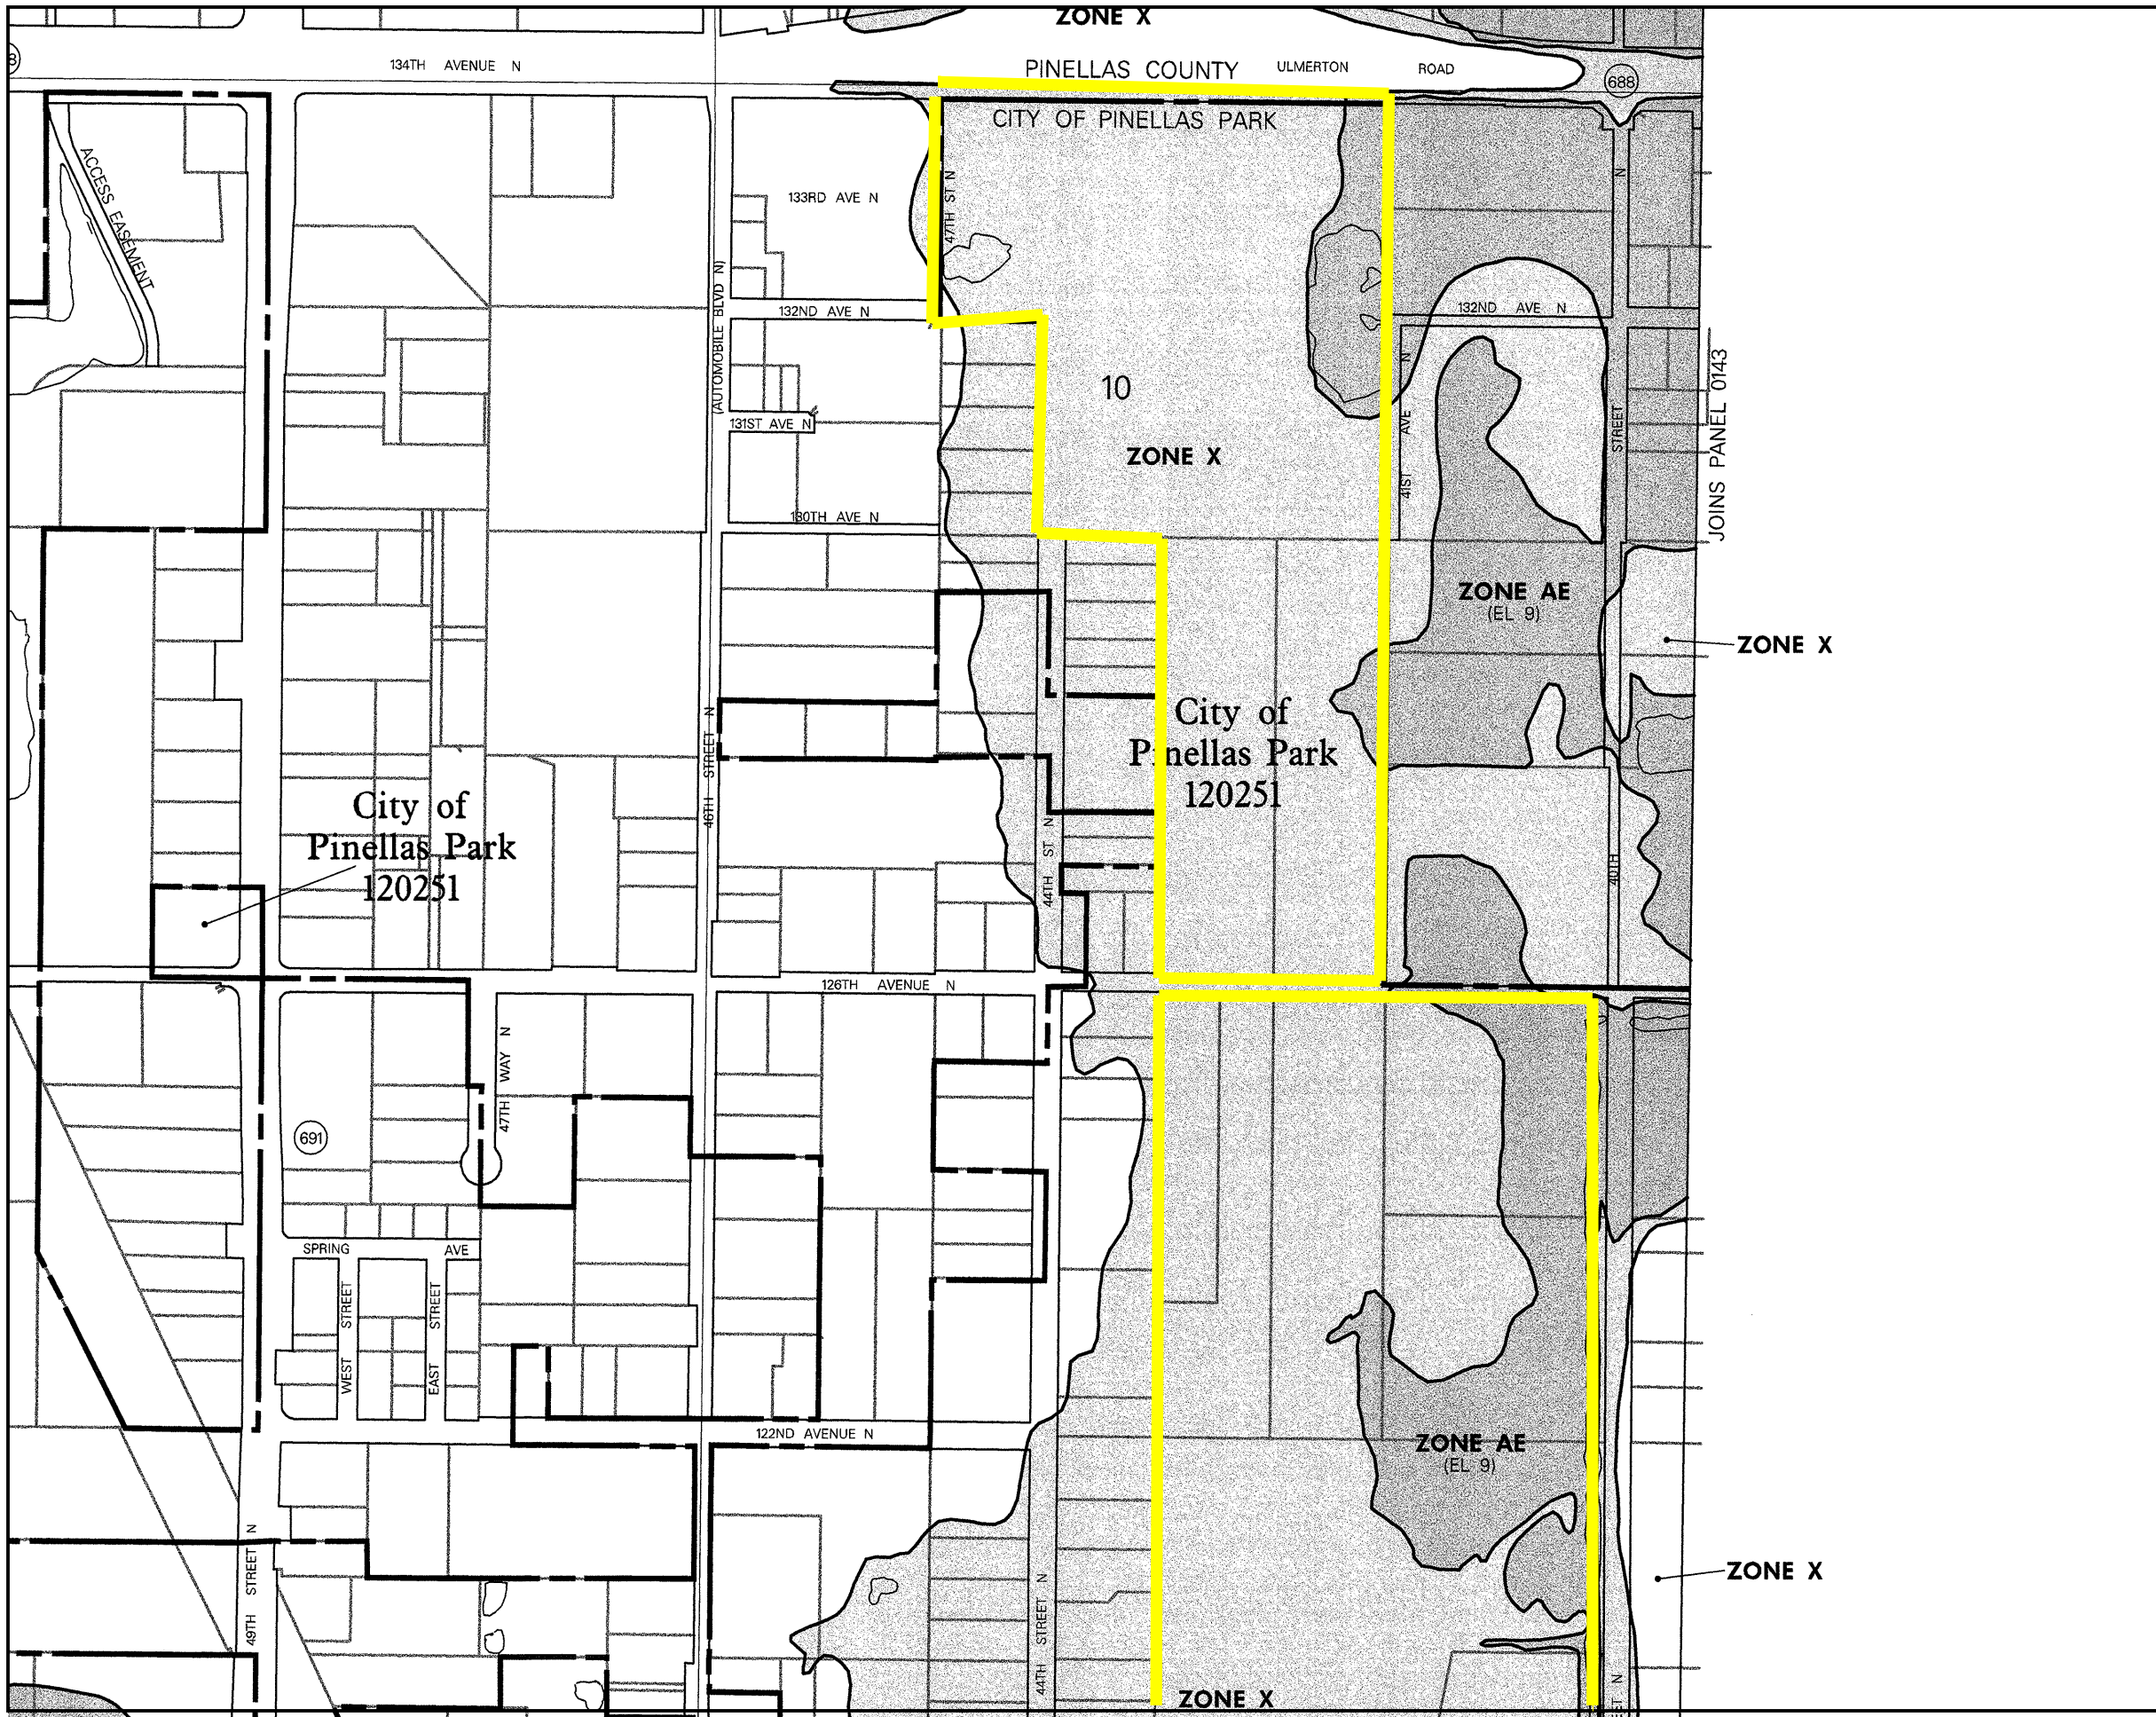 ZONE X
134TH AVENUE N
PINELLAS COUNTY
ULMERTON
ROAD
688
CITY OF PINELLAS PARK
ACCESS EASEMENT
47TH ST N
N
133RD AVE N
(AUTOMOBILE BLVD N)
132ND AVE N
132ND AVE N
10
JOINS PANEL 0143
131ST AVE N
ZONE X
41ST AVE N
STREET
130TH AVE N
ZONE AE
(EL 9)
ZONE X
City of
Pinellas Park
120251
46TH STREET N
City of
Pinellas Park
120251
44TH ST N
40TH
126TH AVENUE N
47TH WAY N
691
SPRING AVE
WEST STREET
EAST STREET
122ND AVENUE N
ZONE AE
(EL 9)
49TH STREET N
44TH STREET N
ZONE X
ZONE X